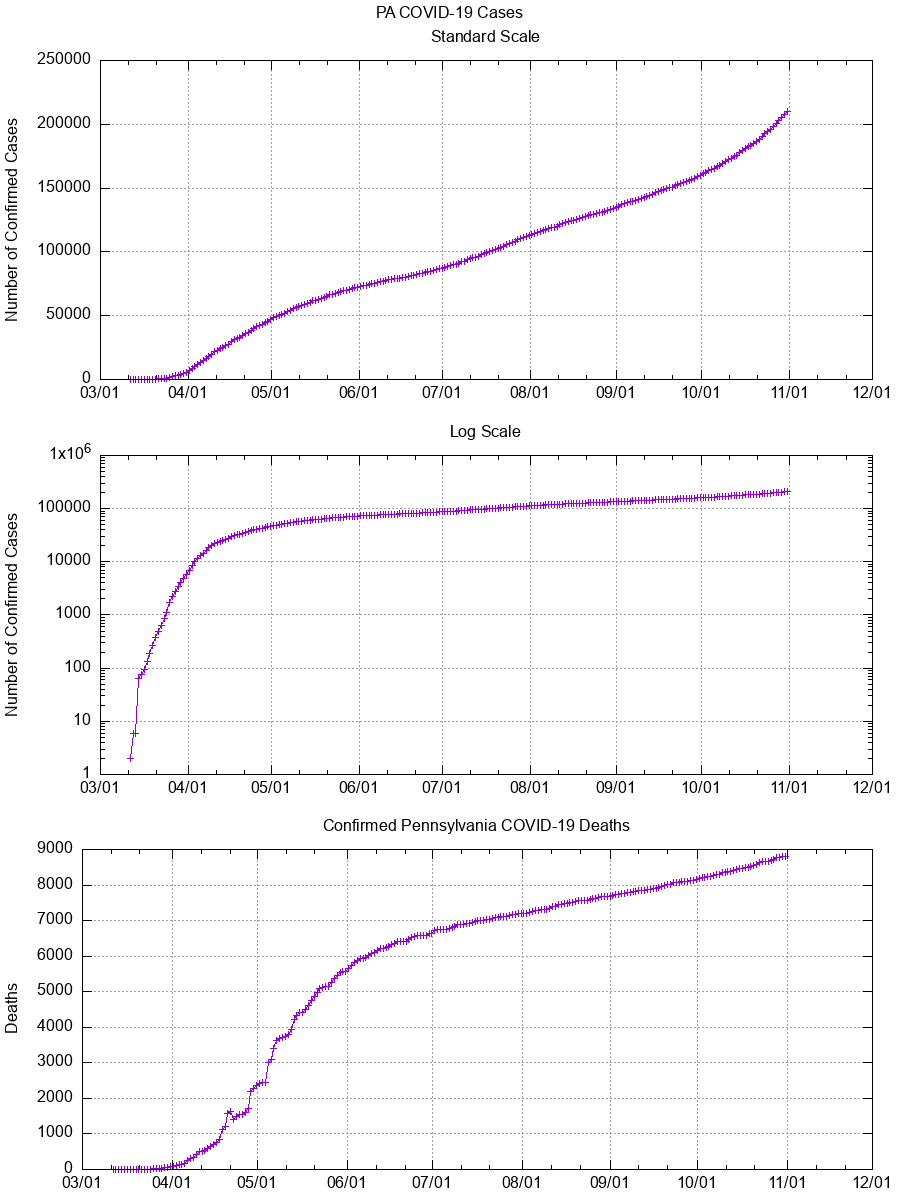 PA COVID-19 Cases
Standard Scale
Number of Confirmed Cases
250000
200000
150000
100000
50000
0
03/01 04/01 05/01 06/01 07/01 08/01 09/01 10/01 11/01 12/01
Log Scale
Number of Confirmed Cases
1x10⁶
100000
10000
1000
100
10
1
03/01 04/01 05/01 06/01 07/01 08/01 09/01 10/01 11/01 12/01
Confirmed Pennsylvania COVID-19 Deaths
Deaths
9000
8000
7000
6000
5000
4000
3000
2000
1000
0
03/01 04/01 05/01 06/01 07/01 08/01 09/01 10/01 11/01 12/01